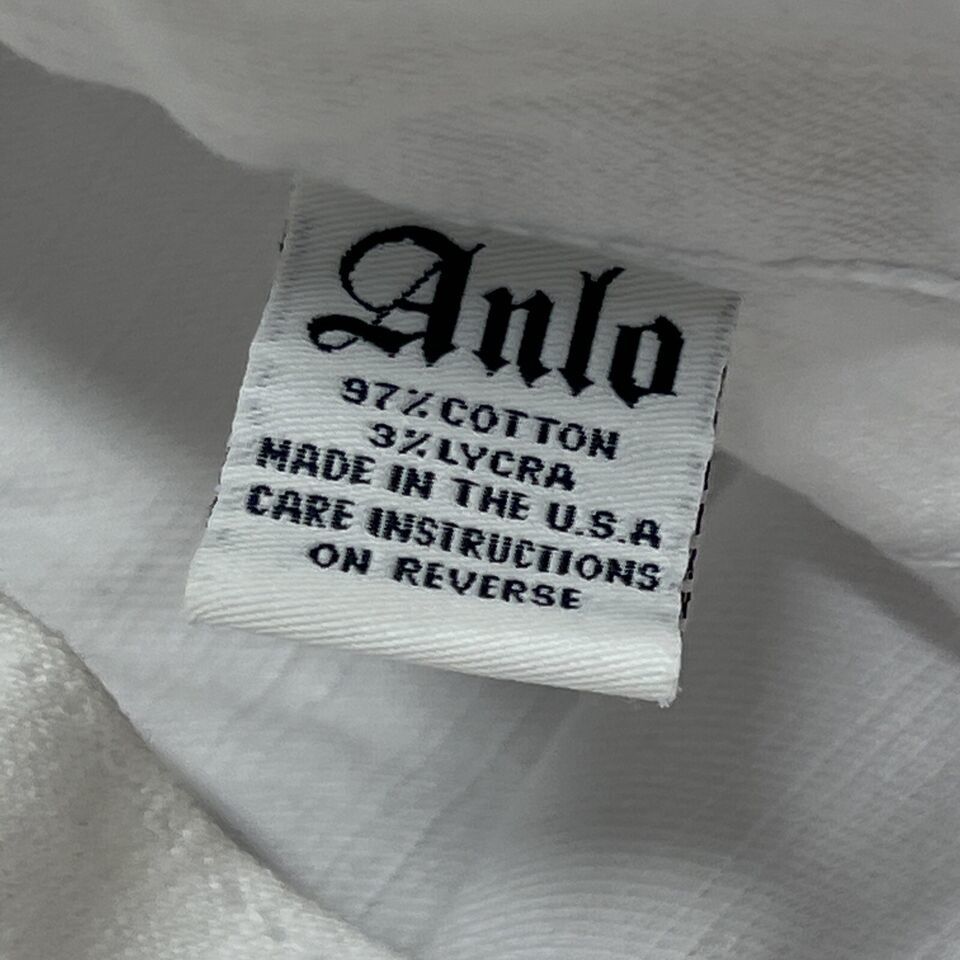 Anlo
97% COTTON
3% LYCRA
MADE IN THE U.S.A
CARE INSTRUCTIONS
ON REVERSE